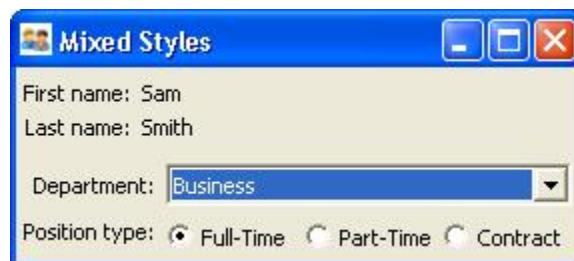 Mixed Styles
First name: Sam
Last name: Smith
Department: Business
Position type: Full-Time Part-Time Contract